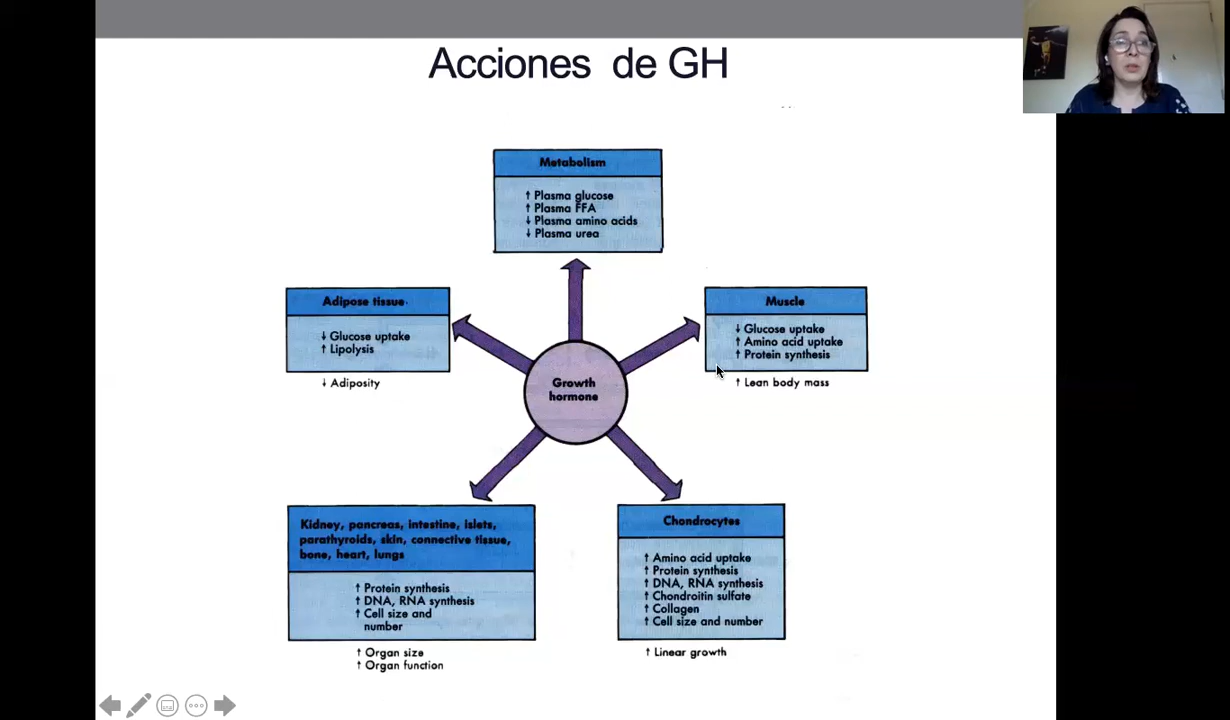 Acciones de GH
Metabolism
↑ Plasma glucose
↑ Plasma FFA
↓ Plasma amino acids
↓ Plasma urea
Adipose tissue
↓ Glucose uptake
↑ Lipolysis
↓ Adiposity
Muscle
↓ Glucose uptake
↑ Amino acid uptake
↑ Protein synthesis
↑ Lean body mass
Growth
hormone
Kidney, pancreas, intestine, islets,
parathyroids, skin, connective tissue,
bone, heart, lungs
↑ Protein synthesis
↑ DNA, RNA synthesis
↑ Cell size and
number
↑ Organ size
↑ Organ function
Chondrocytes
↑ Amino acid uptake
↑ Protein synthesis
↑ DNA, RNA synthesis
↑ Chondroitin sulfate
↑ Collagen
↑ Cell size and number
↑ Linear growth